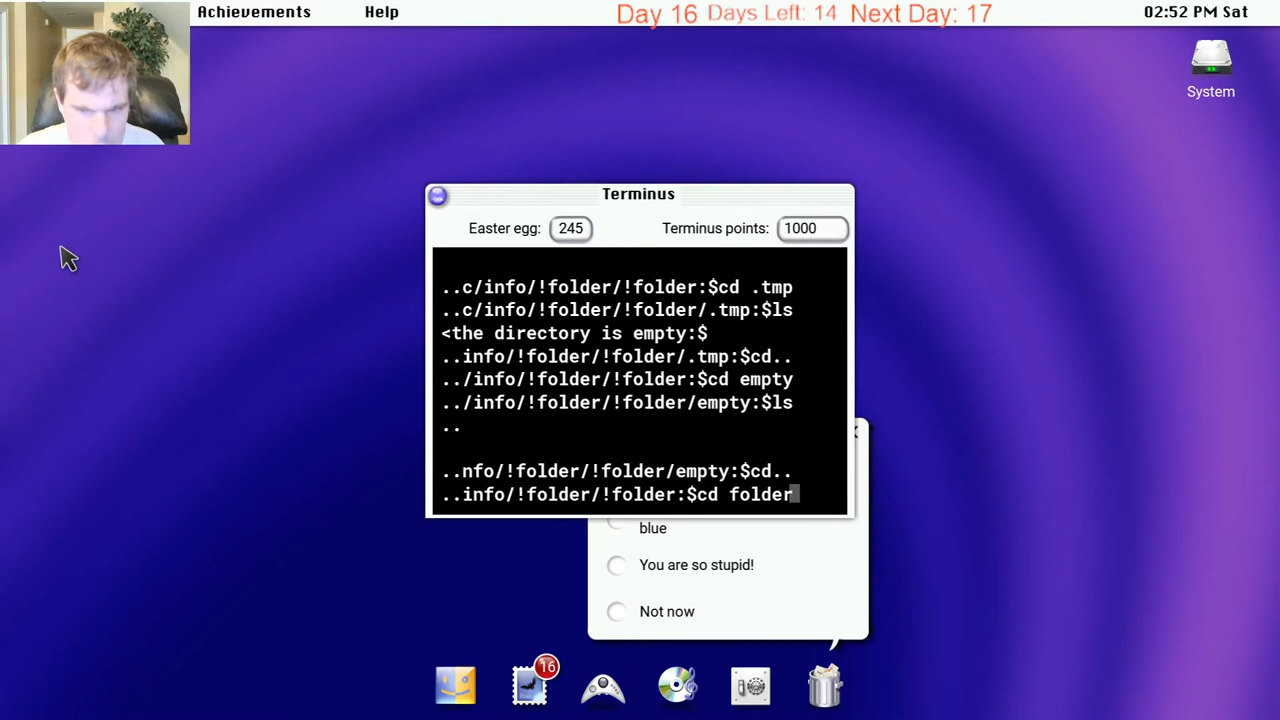 Achievements Help Day 16 Days Left: 14 Next Day: 17 02:52 PM Sat
System
Terminus
Easter egg: 245 Terminus points: 1000
..c/info/!folder/!folder:$cd .tmp
..c/info/!folder/!folder/.tmp:$ls
<the directory is empty:$
..info/!folder/!folder/.tmp:$cd..
../info/!folder/!folder:$cd empty
../info/!folder/!folder/empty:$ls
..
..nfo/!folder/!folder/empty:$cd..
..info/!folder/!folder:$cd folder
blue
You are so stupid!
Not now
16